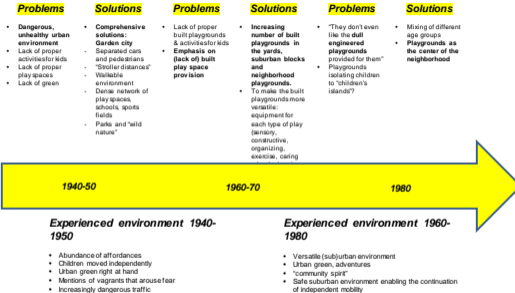 Problems
Dangerous,
unhealthy urban
environment
Lack of proper
activities for kids
Lack of proper
play spaces
Lack of green
Solutions
Comprehensive
solutions:
Garden city
- Separated cars
and pedestrians
- "Stroller distances"
- Walkable
environment
- Dense network of
play spaces,
schools, sports
fields
- Parks and "wild
nature"
Problems
Lack of proper
built playgrounds
& activities for kids
Emphasis on
(lack of) built
play space
provision
Solutions
Increasing
number of built
playgrounds in
the yards,
suburban blocks
and
neighborhood
playgrounds.
To make the built
playgrounds more
versatile:
equipment for
each type of play
(sensory,
constructive,
organizing,
exercise, caring
Problems
"They don't even
like the dull
engineered
playgrounds
provided for them"
Playgrounds
isolating children
to "children's
islands"?
Solutions
Mixing of different
age groups
Playgrounds as
the center of the
neighborhood
1940-50
1960-70
1980
Experienced environment 1940-
1950
Abundance of affordances
Children moved independently
Urban green right at hand
Mentions of vagrants that arouse fear
Increasingly dangerous traffic
Experienced environment 1960-
1980
Versatile (sub)urban environment
Urban green, adventures
"community spirit"
Safe suburban environment enabling the continuation
of independent mobility